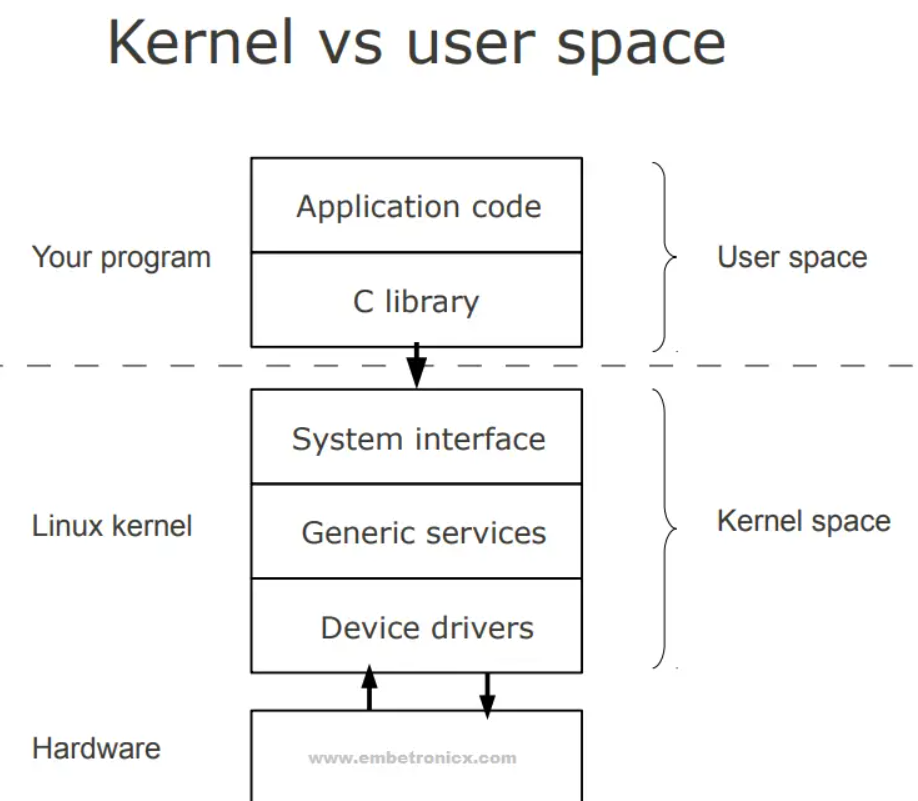 Kernel vs user space
Application code
Your program
User space
C library
System interface
Linux kernel
Generic services
Kernel space
Device drivers
Hardware
www.embetronicx.com